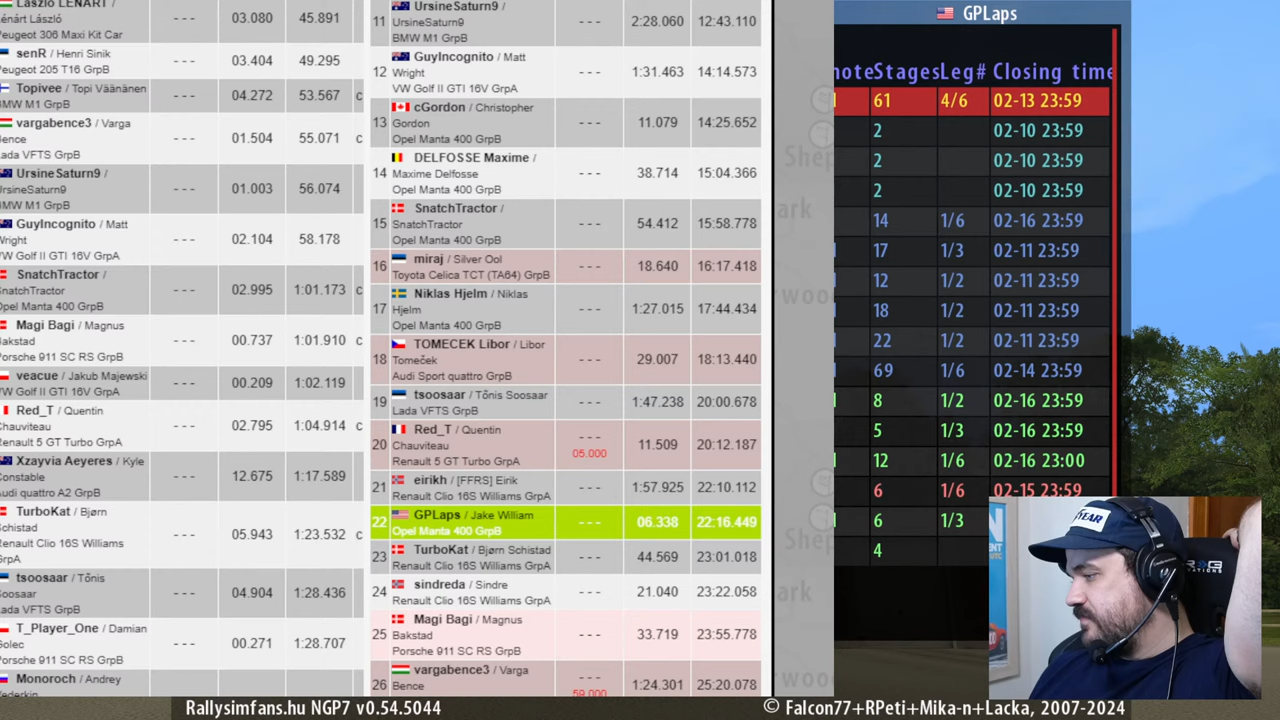 László LÉNÁRT /
Lénárt László
Peugeot 306 Maxi Kit Car
--- 03.080 45.891
senR / Henri Sinik
Peugeot 205 T16 GrpB
--- 03.404 49.295
Topivee / Topi Väänänen
BMW M1 GrpB
--- 04.272 53.567 c
vargabence3 / Varga
Bence
Lada VFTS GrpB
--- 01.504 55.071 c
UrsineSaturn9 /
UrsineSaturn9
BMW M1 GrpB
--- 01.003 56.074
GuyIncognito / Matt
Wright
VW Golf II GTI 16V GrpA
--- 02.104 58.178
SnatchTractor /
SnatchTractor
Opel Manta 400 GrpB
--- 02.995 1:01.173 c
Magi Bagi / Magnus
Bakstad
Porsche 911 SC RS GrpB
--- 00.737 1:01.910 c
veacue / Jakub Majewski
VW Golf II GTI 16V GrpA
--- 00.209 1:02.119
Red_T / Quentin
Chauviteau
Renault 5 GT Turbo GrpA
--- 02.795 1:04.914 c
Xzayvia Aeyeres / Kyle
Constable
Audi quattro A2 GrpB
--- 12.675 1:17.589
TurboKat / Bjørn
Schistad
Renault Clio 16S Williams
GrpA
--- 05.943 1:23.532 c
tsoosaar / Tõnis
Soosaar
Lada VFTS GrpB
--- 04.904 1:28.436
T_Player_One / Damian
Golec
Porsche 911 SC RS GrpB
--- 00.271 1:28.707
Monoroch / Andrey
11 UrsineSaturn9 /
UrsineSaturn9
BMW M1 GrpB
--- 2:28.060 12:43.110
12 GuyIncognito / Matt
Wright
VW Golf II GTI 16V GrpA
--- 1:31.463 14:14.573
13 cGordon / Christopher
Gordon
Opel Manta 400 GrpB
--- 11.079 14:25.652
14 DELFOSSE Maxime /
Maxime Delfosse
Opel Manta 400 GrpB
--- 38.714 15:04.366
15 SnatchTractor /
SnatchTractor
Opel Manta 400 GrpB
--- 54.412 15:58.778
16 miraj / Silver Ool
Toyota Celica TCT (TA64) GrpB
--- 18.640 16:17.418
17 Niklas Hjelm / Niklas
Hjelm
Opel Manta 400 GrpB
--- 1:27.015 17:44.434
18 TOMECEK Libor / Libor
Tomeček
Audi Sport quattro GrpB
--- 29.007 18:13.440
19 tsoosaar / Tõnis Soosaar
Lada VFTS GrpB
--- 1:47.238 20:00.678
20 Red_T / Quentin
Chauviteau
Renault 5 GT Turbo GrpA
--- 11.509 20:12.187
05.000
21 eirikh / [FFRS] Eirik
Renault Clio 16S Williams GrpA
--- 1:57.925 22:10.112
22 GPLaps / Jake William
Opel Manta 400 GrpB
--- 06.338 22:16.449
23 TurboKat / Bjørn Schistad
Renault Clio 16S Williams GrpA
--- 44.569 23:01.018
24 sindreda / Sindre
Renault Clio 16S Williams GrpA
--- 21.040 23:22.058
25 Magi Bagi / Magnus
Bakstad
Porsche 911 SC RS GrpB
--- 33.719 23:55.778
26 vargabence3 / Varga
Bence
--- 1:24.301 25:20.078
59.000
GPLaps
note Stages Leg# Closing time
61 4/6 02-13 23:59
2 02-10 23:59
2 02-10 23:59
2 02-10 23:59
14 1/6 02-16 23:59
17 1/3 02-11 23:59
12 1/2 02-11 23:59
18 1/2 02-11 23:59
22 1/2 02-11 23:59
69 1/6 02-14 23:59
8 1/2 02-16 23:59
5 1/3 02-16 23:59
12 1/6 02-16 23:00
6 1/6 02-15 23:59
6 1/3
4
Rallysimfans.hu NGP7 v0.54.5044
© Falcon77+RPeti+Mika-n+Lacka, 2007-2024